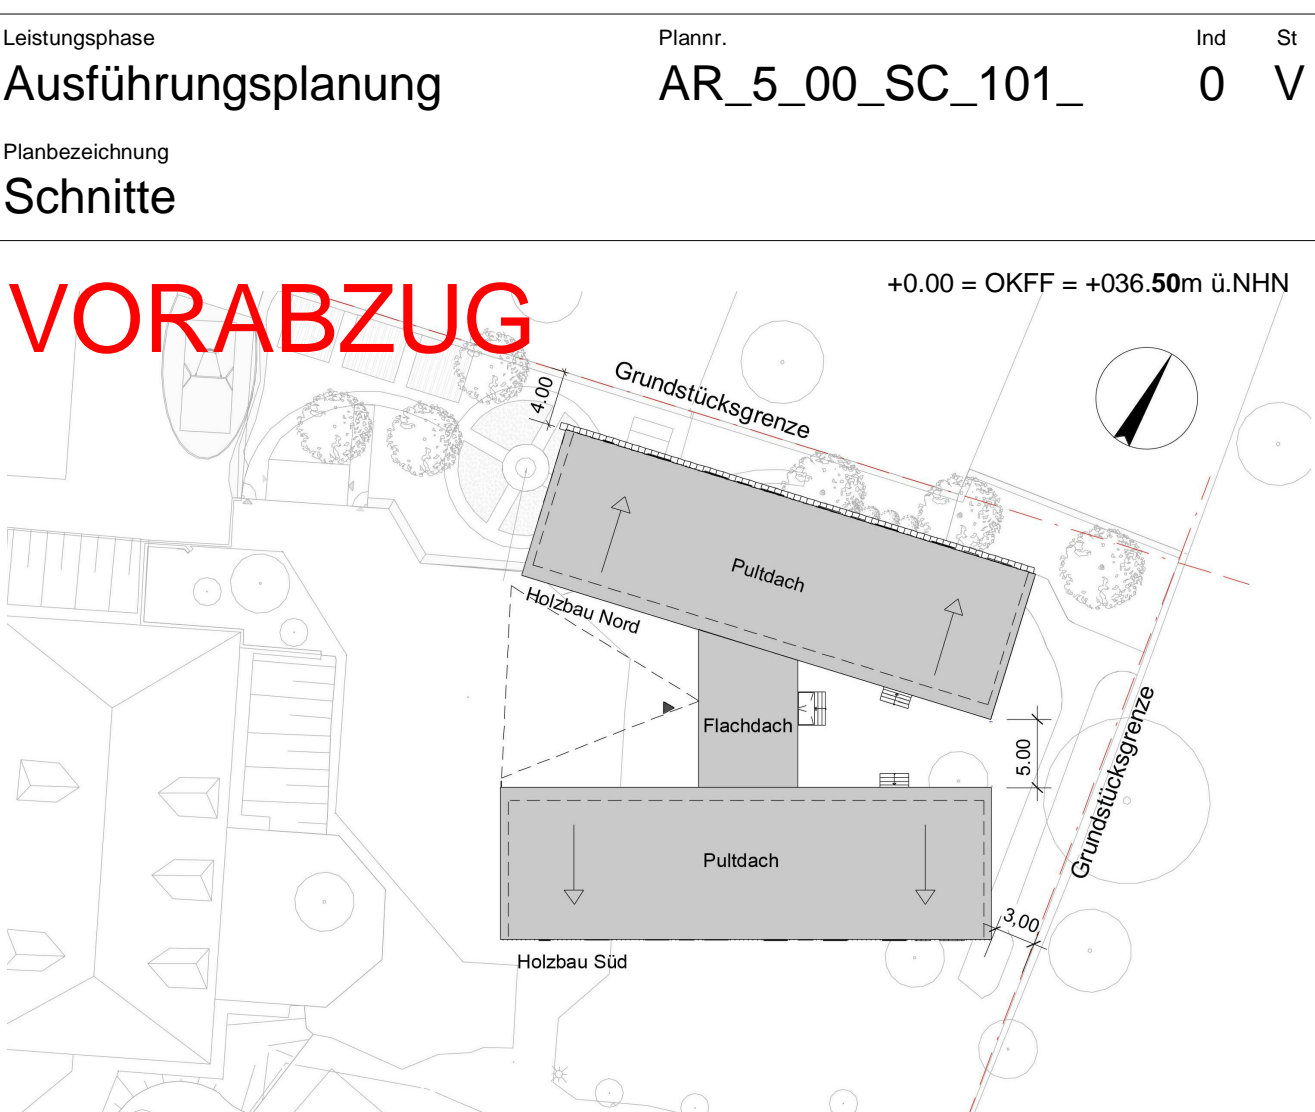 Leistungsphase Plannr. Ind St
Ausführungsplanung AR_5_00_SC_101_ 0 V
Planbezeichnung
Schnitte
VORABZUG
+0.00 = OKFF = +036.50m ü.NHN
4.00
Grundstücksgrenze
Pultdach
Holzbau Nord
Flachdach
5.00
Grundstücksgrenze
Pultdach
3,00
Holzbau Süd